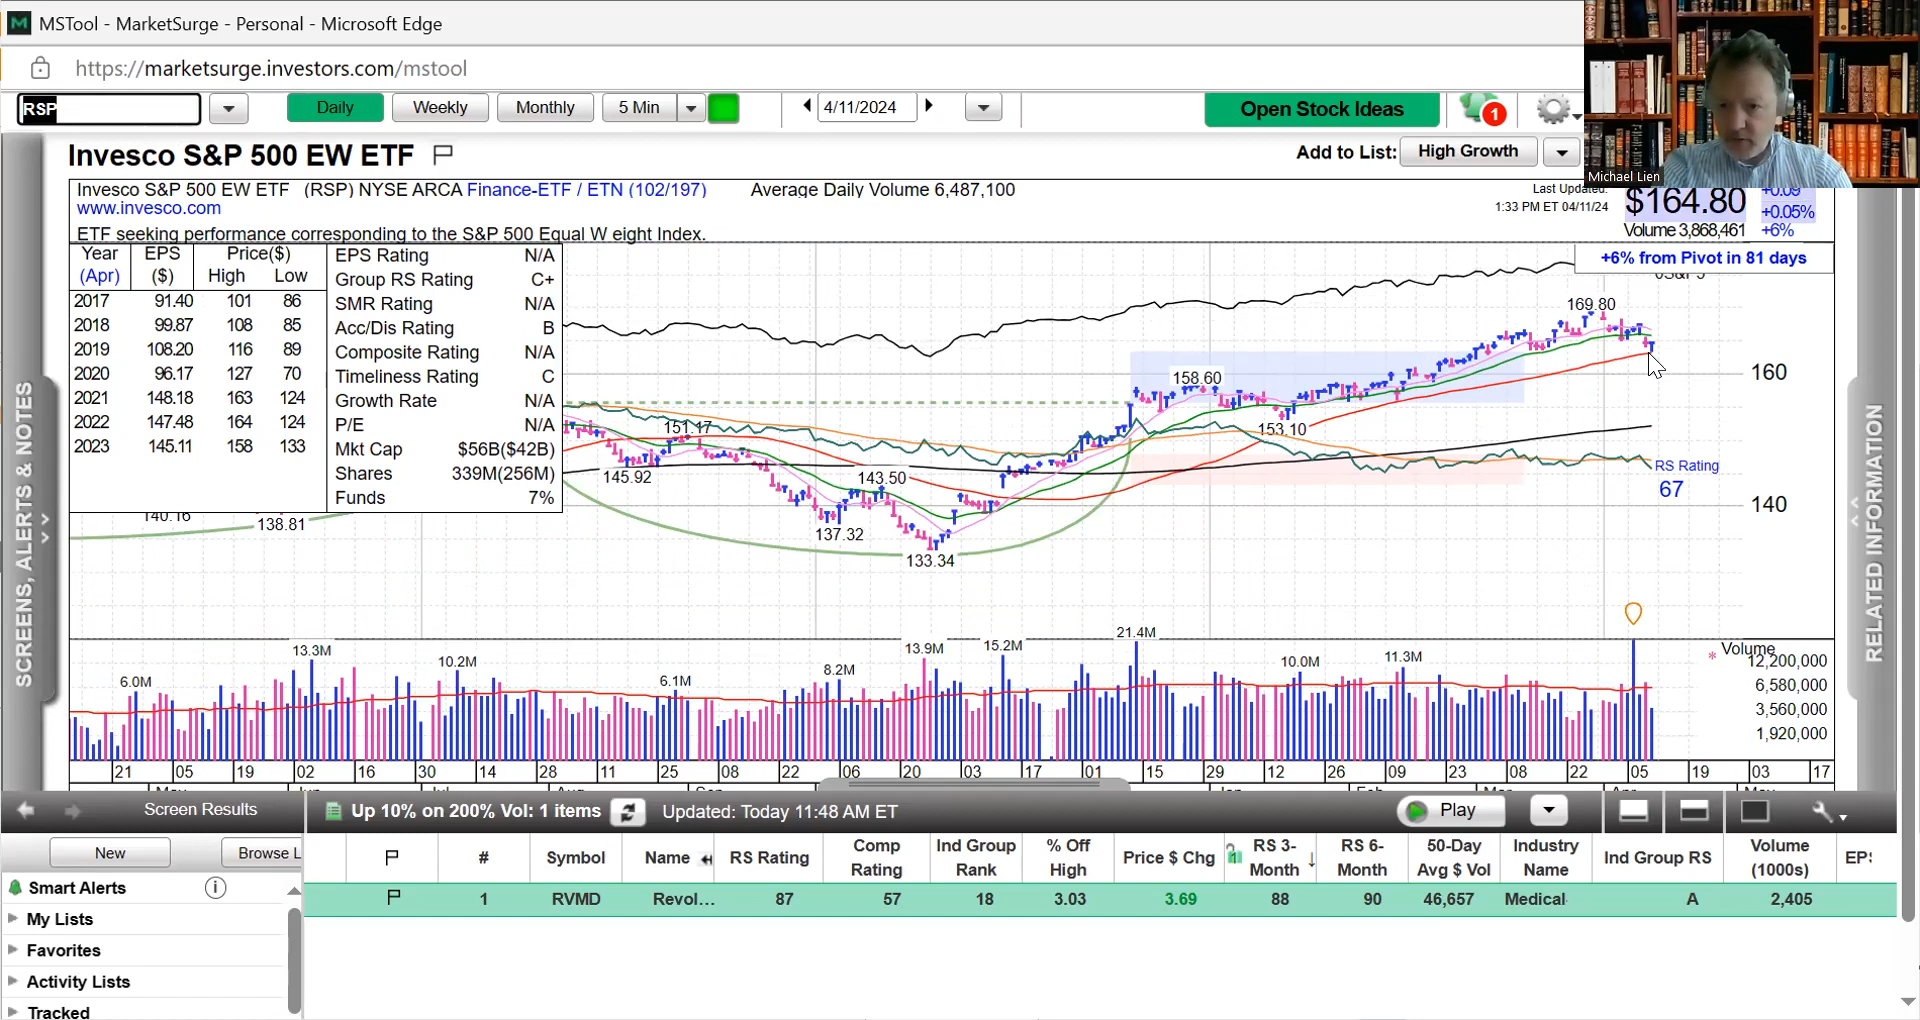 MSTool - MarketSurge - Personal - Microsoft Edge
https://marketsurge.investors.com/mstool
RSP
Daily
Weekly
Monthly
5 Min
4/11/2024
Open Stock Ideas
1
Invesco S&P 500 EW ETF
Add to List:
High Growth
Michael Lien
Invesco S&P 500 EW ETF (RSP) NYSE ARCA Finance-ETF / ETN (102/197) Average Daily Volume 6,487,100
www.invesco.com
ETF seeking performance corresponding to the S&P 500 Equal W eight Index.
Last Updated:
1:33 PM ET 04/11/24
$164.80
+0.09
+0.05%
Volume 3,868,461
+6%
+6% from Pivot in 81 days
Year EPS Price($)
(Apr) ($) High Low
2017 91.40 101 86
2018 99.87 108 85
2019 108.20 116 89
2020 96.17 127 70
2021 148.18 163 124
2022 147.48 164 124
2023 145.11 158 133
EPS Rating N/A
Group RS Rating C+
SMR Rating N/A
Acc/Dis Rating B
Composite Rating N/A
Timeliness Rating C
Growth Rate N/A
P/E N/A
Mkt Cap $56B($42B)
Shares 339M(256M)
Funds 7%
140.16
138.81
151.17
145.92
143.50
137.32
133.34
158.60
153.10
169.80
160
140
RS Rating
67
6.0M
13.3M
10.2M
6.1M
8.2M
13.9M
15.2M
21.4M
10.0M
11.3M
* Volume
12,200,000
6,580,000
3,560,000
1,920,000
21 05 19 02 16 30 14 28 11 25 08 22 06 20 03 17 01 15 29 12 26 09 23 08 22 05 19 03 17
SCREENS, ALERTS & NOTES
RELATED INFORMATION
Screen Results
Up 10% on 200% Vol: 1 items
Updated: Today 11:48 AM ET
Play
New
Browse L
Smart Alerts
My Lists
Favorites
Activity Lists
Tracked
# Symbol Name RS Rating Comp Rating Ind Group Rank % Off High Price $ Chg RS 3-Month RS 6-Month 50-Day Avg $ Vol Industry Name Ind Group RS Volume (1000s)
1 RVMD Revol... 87 57 18 3.03 3.69 88 90 46,657 Medical A 2,405